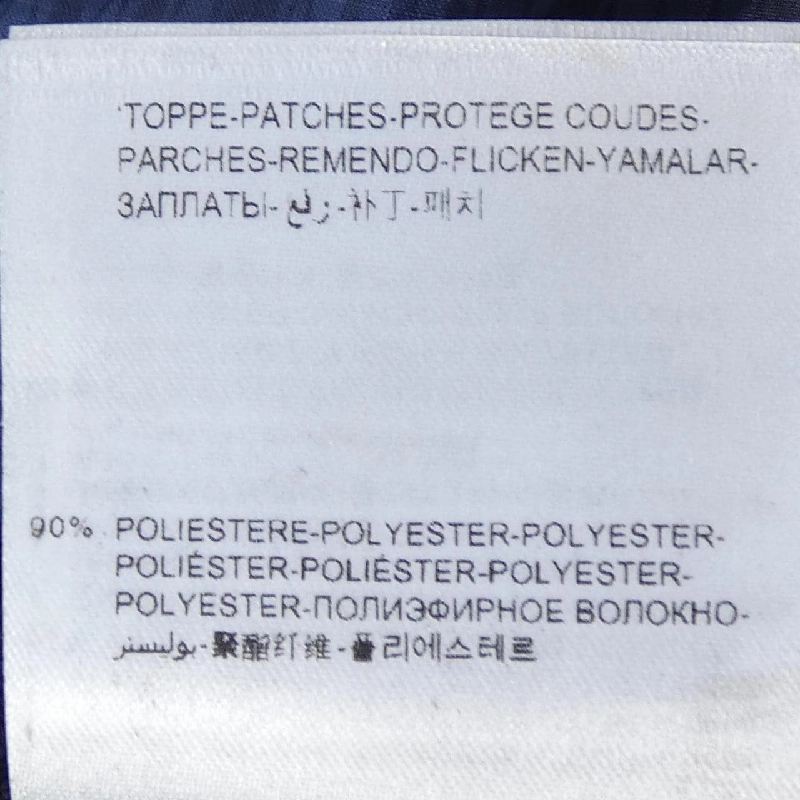 TOPPE-PATCHES-PROTEGE COUDES-
PARCHES-REMENDO-FLICKEN-YAMALAR-
ЗАПЛАТЫ-رقع-补丁-패치
90% POLIESTERE-POLYESTER-POLYESTER-
POLIÉSTER-POLIÉSTER-POLYESTER-
POLYESTER-ПОЛИЭФИРНОЕ ВОЛОКНО-
بوليستر-聚酯纤维-폴리에스테르